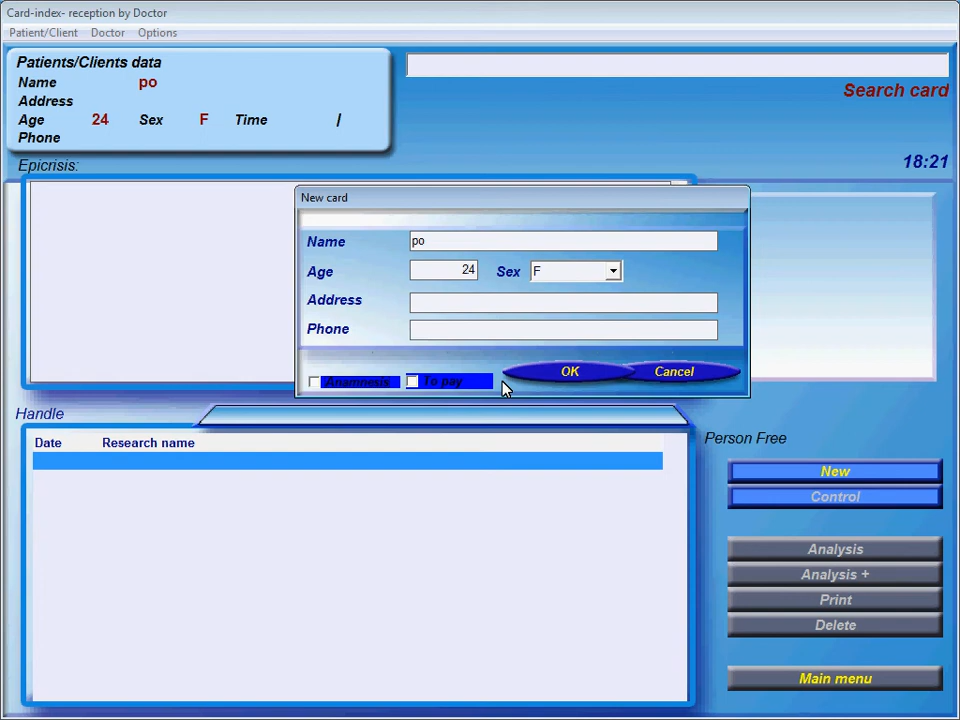 Card-index- reception by Doctor
Patient/Client Doctor Options
Patients/Clients data
Name po
Address
Age 24 Sex F Time /
Phone
Search card
18:21
Epicrisis:
New card
Name po
Age 24 Sex F
Address
Phone
Anamnesis To pay OK Cancel
Handle
Date Research name
Person Free
New
Control
Analysis
Analysis +
Print
Delete
Main menu